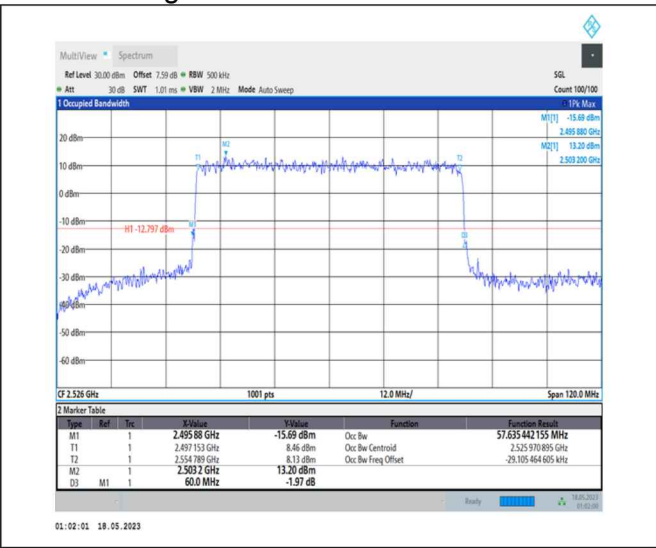 MultiView Spectrum
Ref Level 30.00 dBm Offset 7.59 dB RBW 500 kHz SGL
Att 30 dB SWT 1.01 ms VBW 2 MHz Mode Auto Sweep Count 100/100
1 Occupied Bandwidth 1Pk Max
M1[1] -15.69 dBm
2.495 880 GHz
M2[1] 13.20 dBm
2.503 200 GHz
20 dBm
M2
T1 T2
10 dBm
0 dBm
-10 dBm
H1 -12.797 dBm
M1
D3
-20 dBm
-30 dBm
-40 dBm
-50 dBm
-60 dBm
CF 2.526 GHz 1001 pts 12.0 MHz/ Span 120.0 MHz
2 Marker Table
Type Ref Trc X-Value Y-Value Function Function Result
M1 1 2.495 88 GHz -15.69 dBm Occ Bw 57.635 442 155 MHz
T1 1 2.497 153 GHz 8.46 dBm Occ Bw Centroid 2.525 970 895 GHz
T2 1 2.554 789 GHz 8.13 dBm Occ Bw Freq Offset -29.105 464 605 kHz
M2 1 2.503 2 GHz 13.20 dBm
D3 M1 1 60.0 MHz -1.97 dB
Ready 18.05.2023
01:02:00
01:02:01 18.05.2023